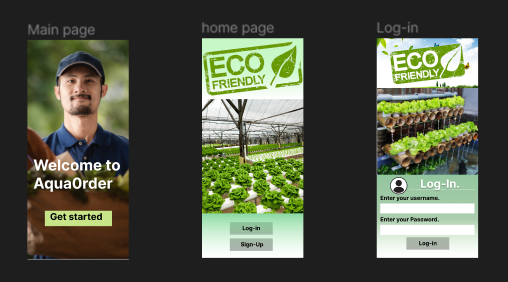 Main page
Welcome to
Aqua0rder
Get started
home page
ECO
FRIENDLY
Log-in
Sign-Up
Log-in
ECO
FRIENDLY
Log-In.
Enter your username.
Enter your Password.
Log-in